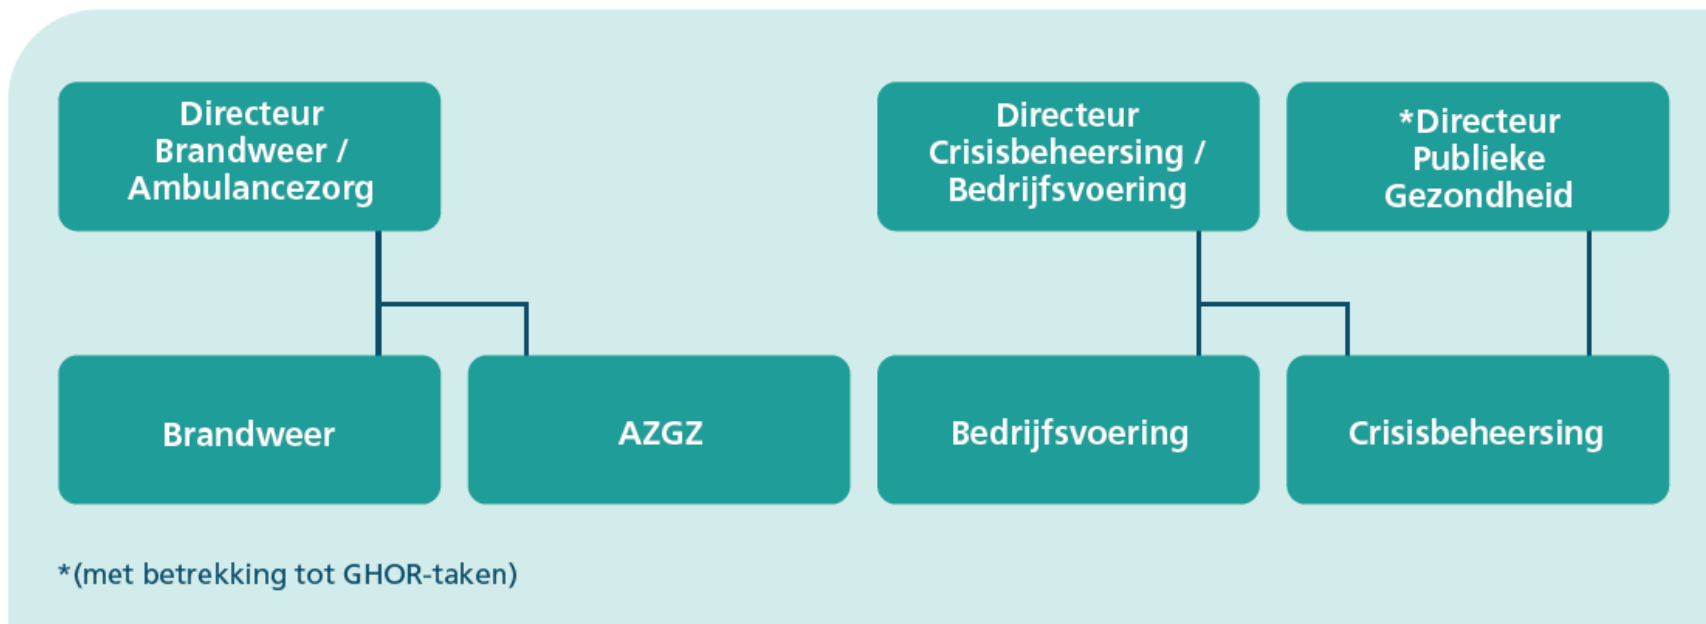 Directeur
Brandweer /
Ambulancezorg
Directeur
Crisisbeheersing /
Bedrijfsvoering
*Directeur
Publieke
Gezondheid
Brandweer
AZGZ
Bedrijfsvoering
Crisisbeheersing
*(met betrekking tot GHOR-taken)